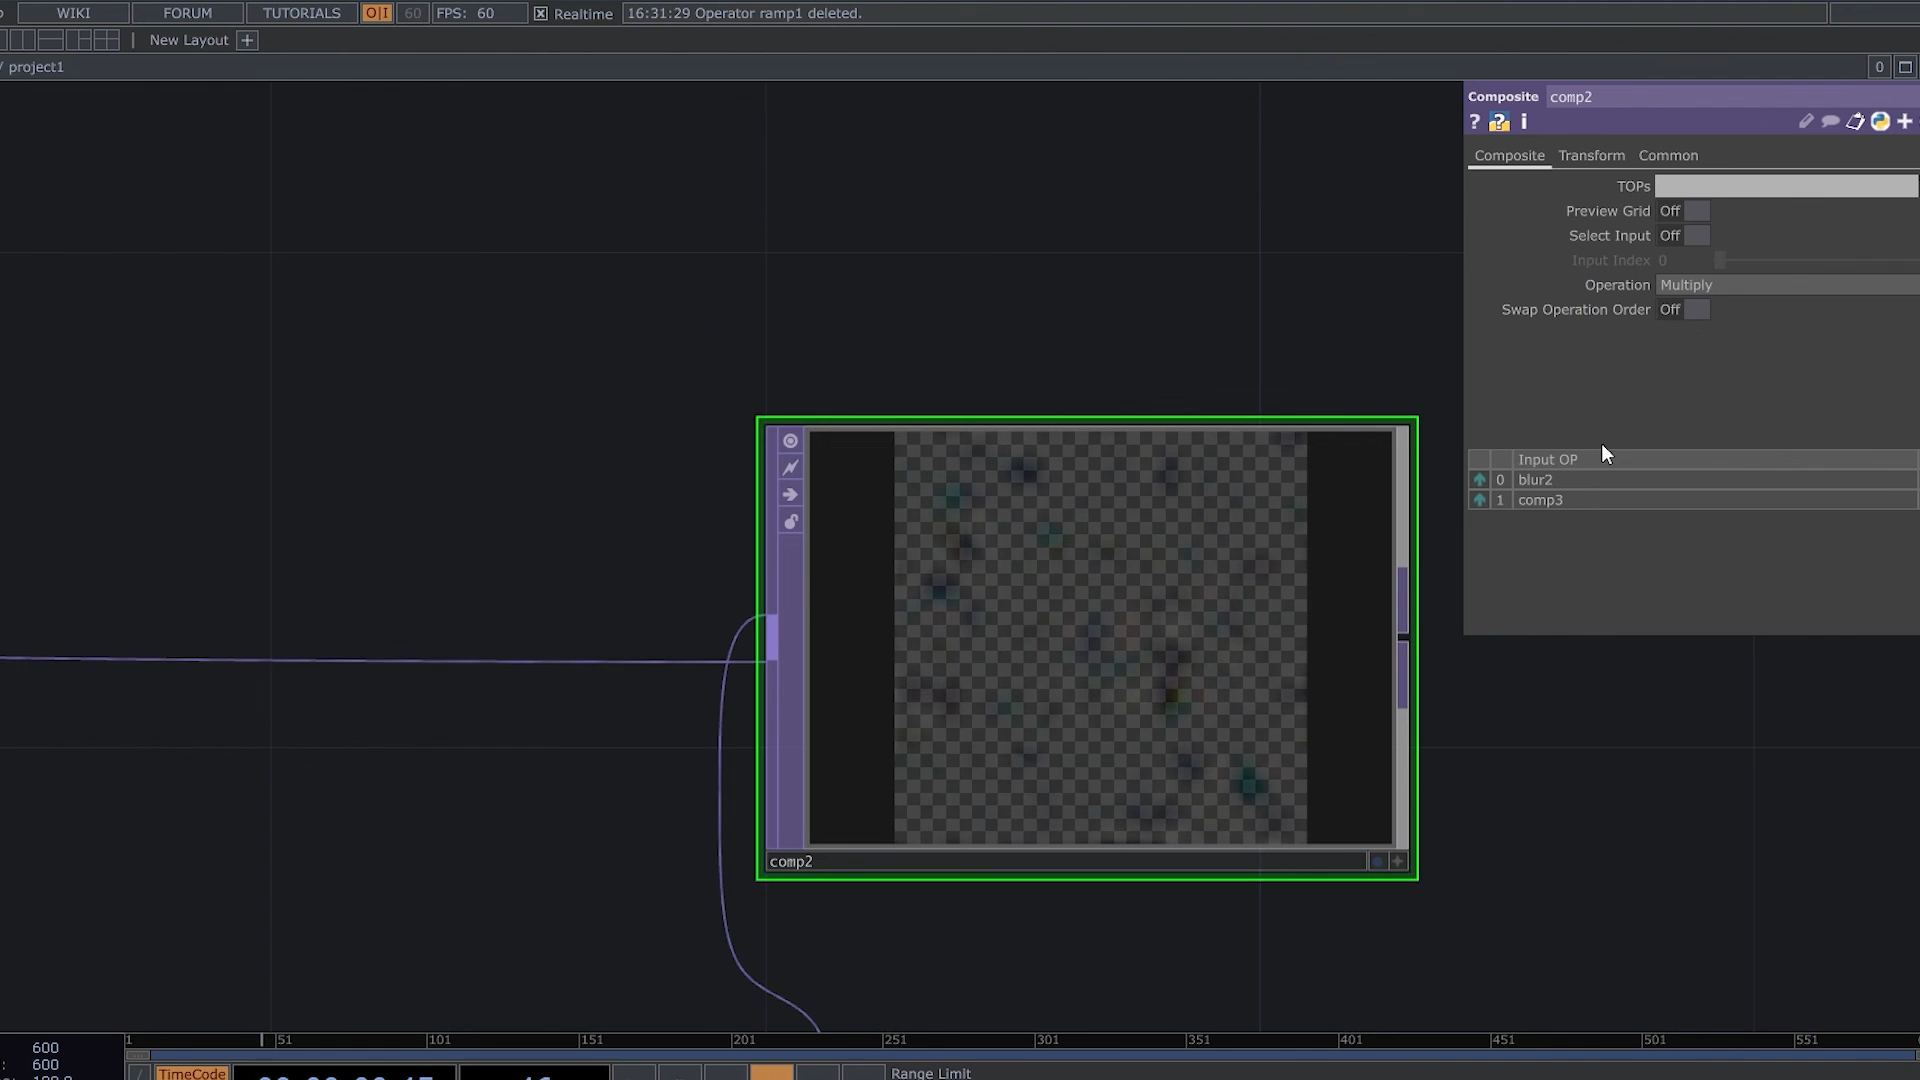 WIKI FORUM TUTORIALS O|I 60 FPS: 60 Realtime 16:31:29 Operator ramp1 deleted.
New Layout +
/ project1 0
Composite comp2
? ? i
Composite Transform Common
TOPs
Preview Grid Off
Select Input Off
Input Index 0
Operation Multiply
Swap Operation Order Off
Input OP
0 blur2
1 comp3
comp2
1 51 101 151 201 251 301 351 401 451 501 551
600
600
TimeCode
Range Limit